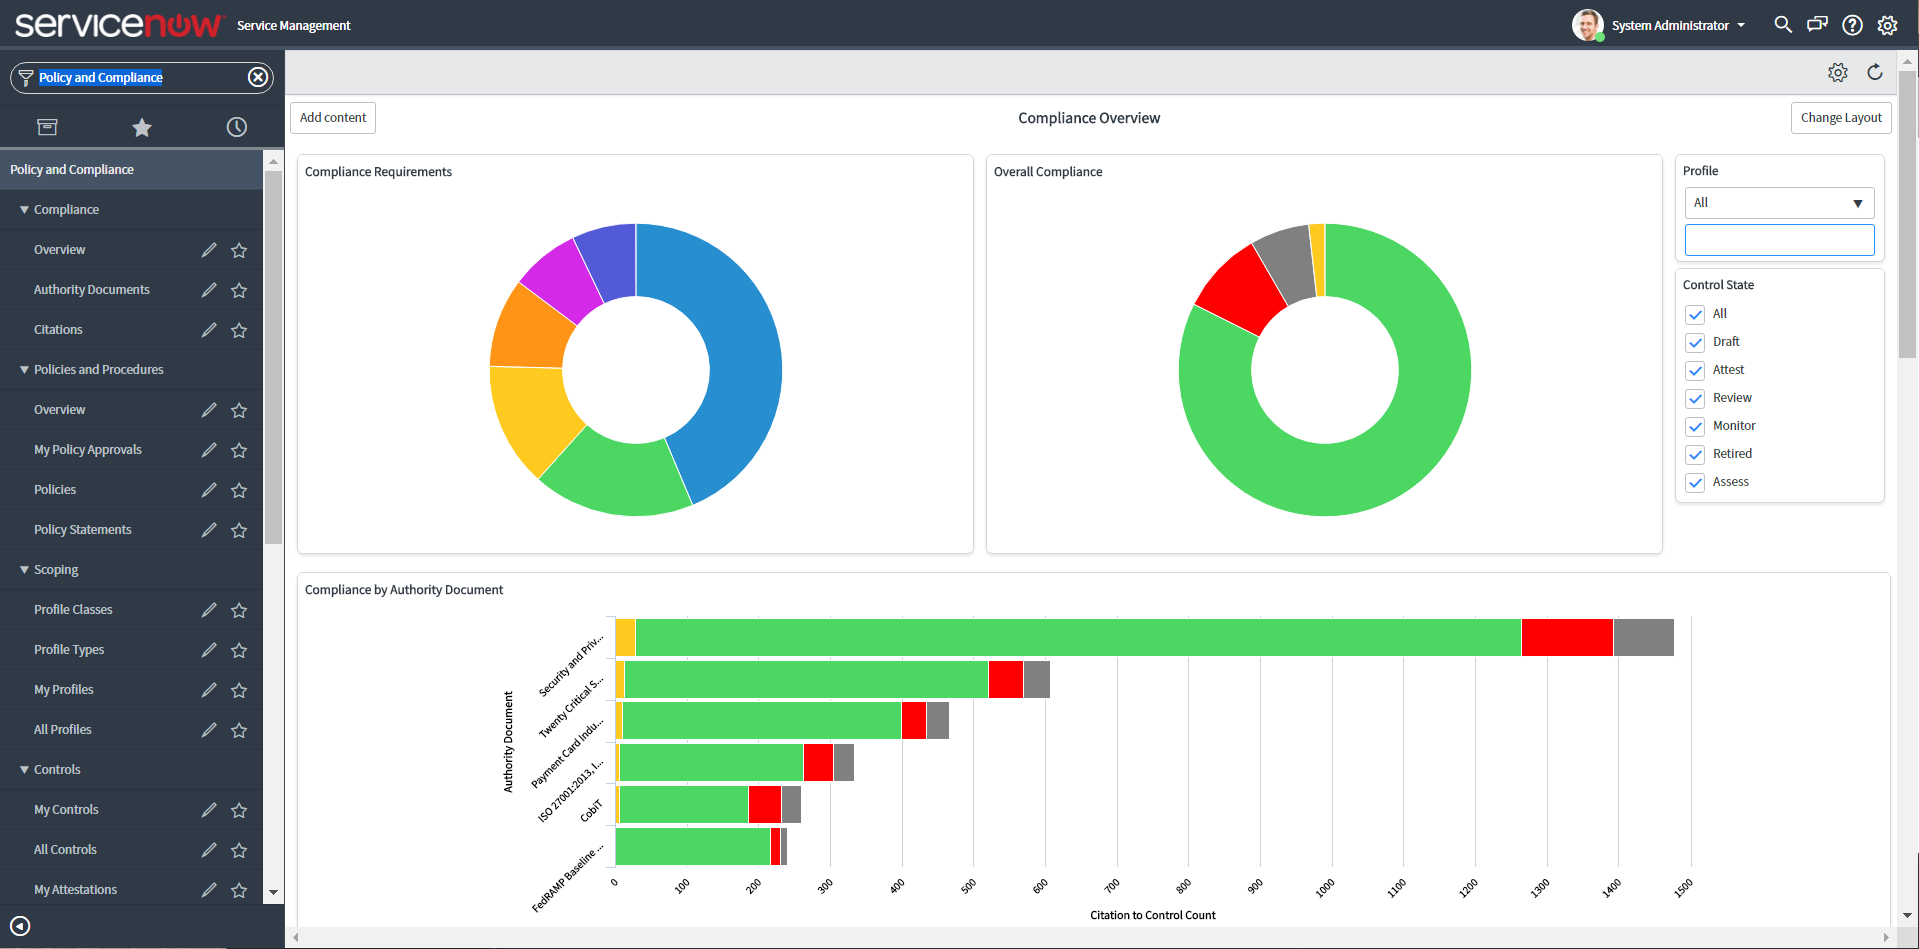 servicenow Service Management
System Administrator
Policy and Compliance
Add content
Compliance Overview
Change Layout
Policy and Compliance
Compliance
Overview
Authority Documents
Citations
Policies and Procedures
Overview
My Policy Approvals
Policies
Policy Statements
Scoping
Profile Classes
Profile Types
My Profiles
All Profiles
Controls
My Controls
All Controls
My Attestations
Compliance Requirements
Overall Compliance
Profile
All
Control State
All
Draft
Attest
Review
Monitor
Retired
Assess
Compliance by Authority Document
Authority Document
Security and Priv...
Twenty Critical S...
Payment Card Indu...
ISO 27001:2013, I...
CobiT
FedRAMP Baseline ...
0 100 200 300 400 500 600 700 800 900 1000 1100 1200 1300 1400 1500
Citation to Control Count